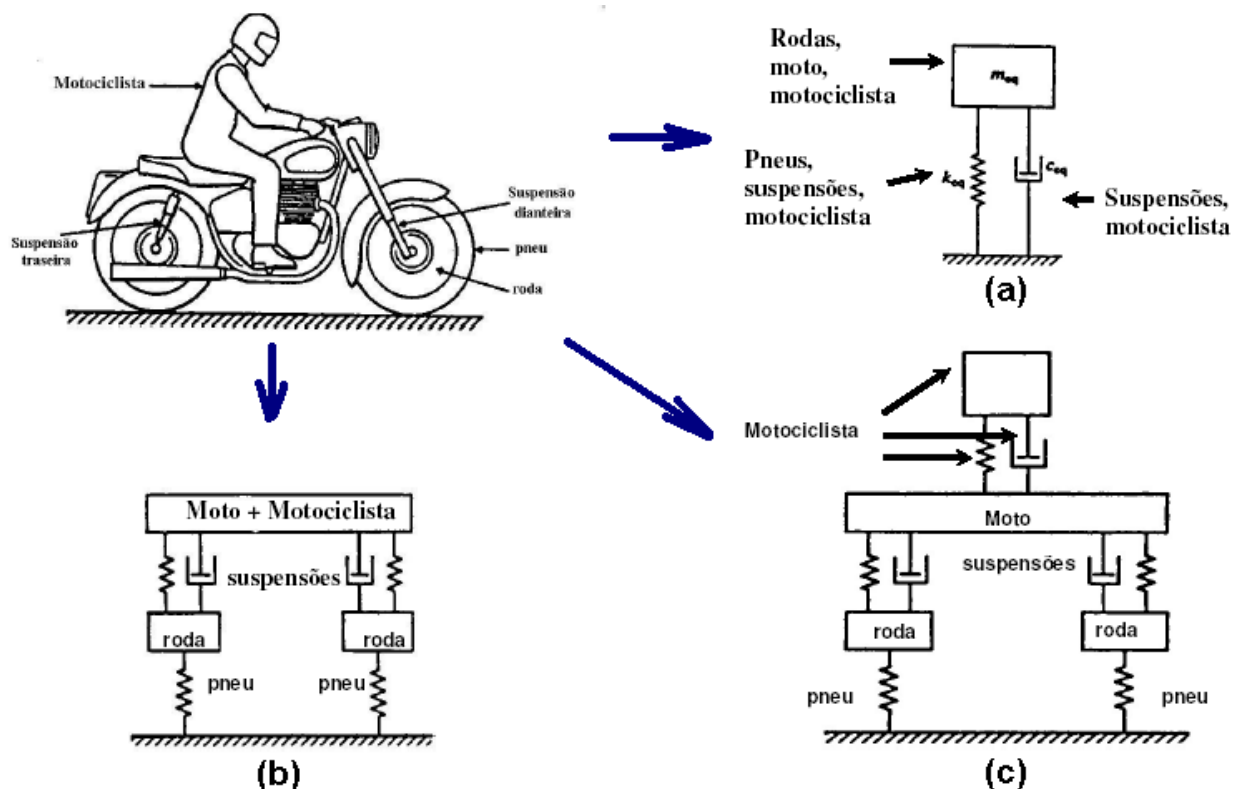 Motociclista
Suspensão
dianteira
Suspensão
traseira
pneu
roda
Rodas,
moto,
motociclista
m_eq
Pneus,
suspensões,
motociclista
k_eq
c_eq
Suspensões,
motociclista
(a)
Moto + Motociclista
suspensões
roda
roda
pneu
pneu
(b)
Motociclista
Moto
suspensões
roda
roda
pneu
pneu
(c)